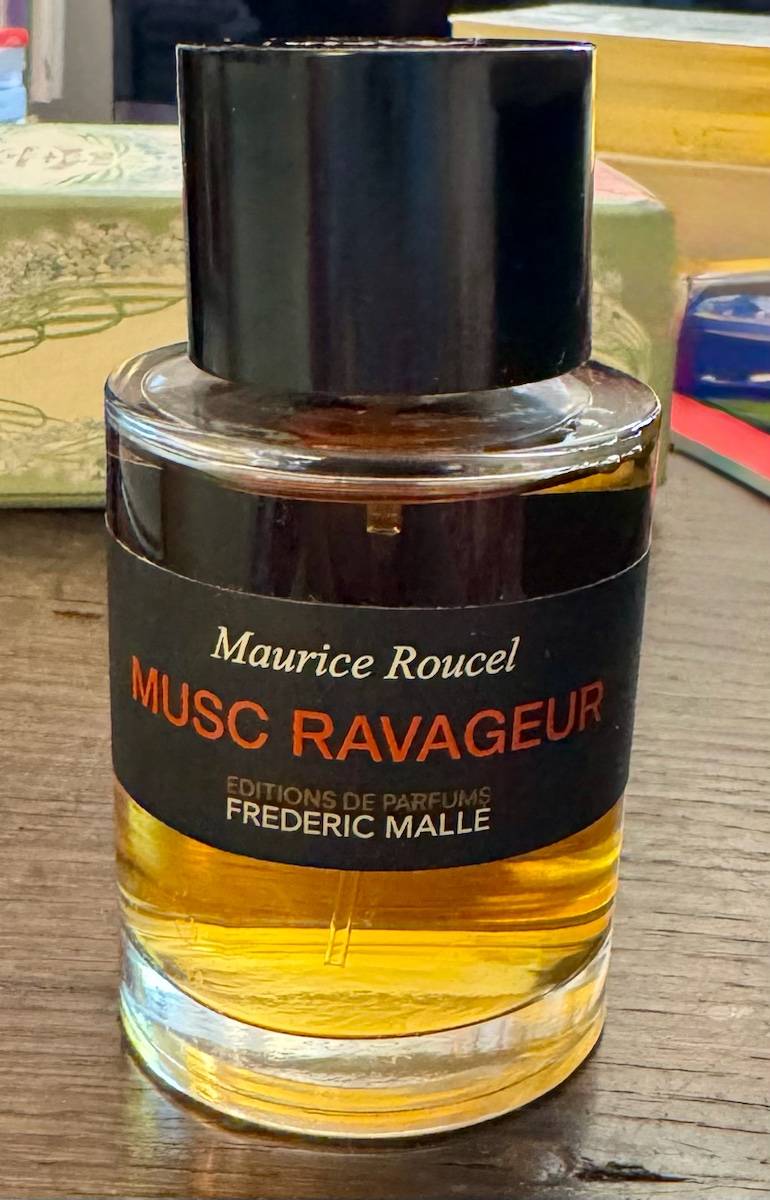 Maurice Roucel
MUSC RAVAGEUR
EDITIONS DE PARFUMS
FREDERIC MALLE